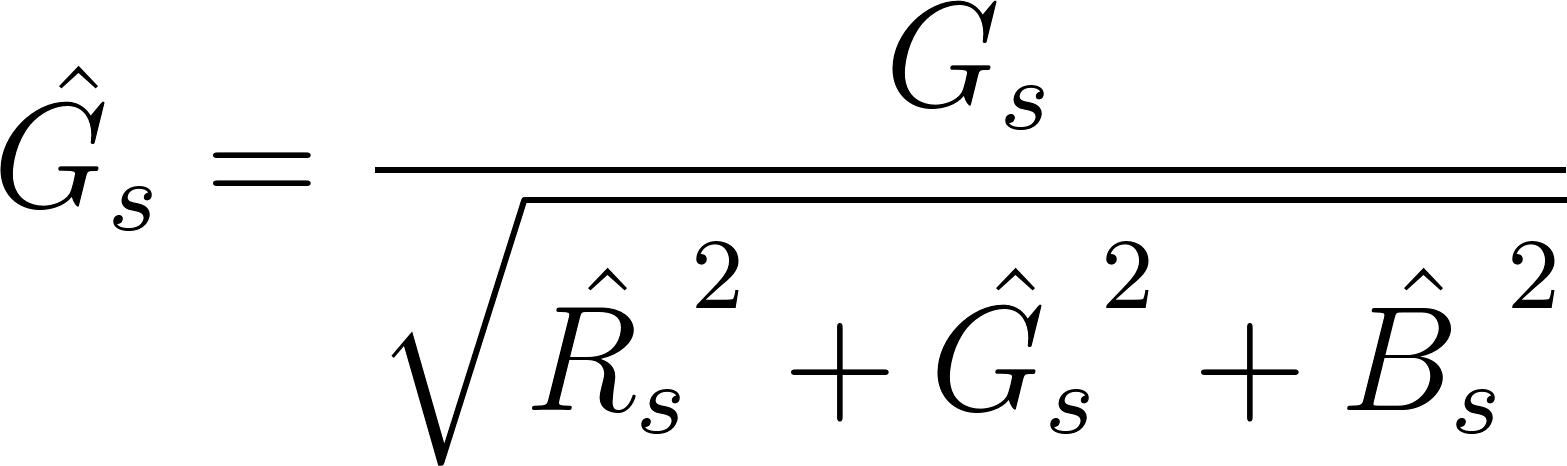 \hat{G}_s = \frac{G_s}{\sqrt{\hat{R}_s^2 + \hat{G}_s^2 + \hat{B}_s^2}}